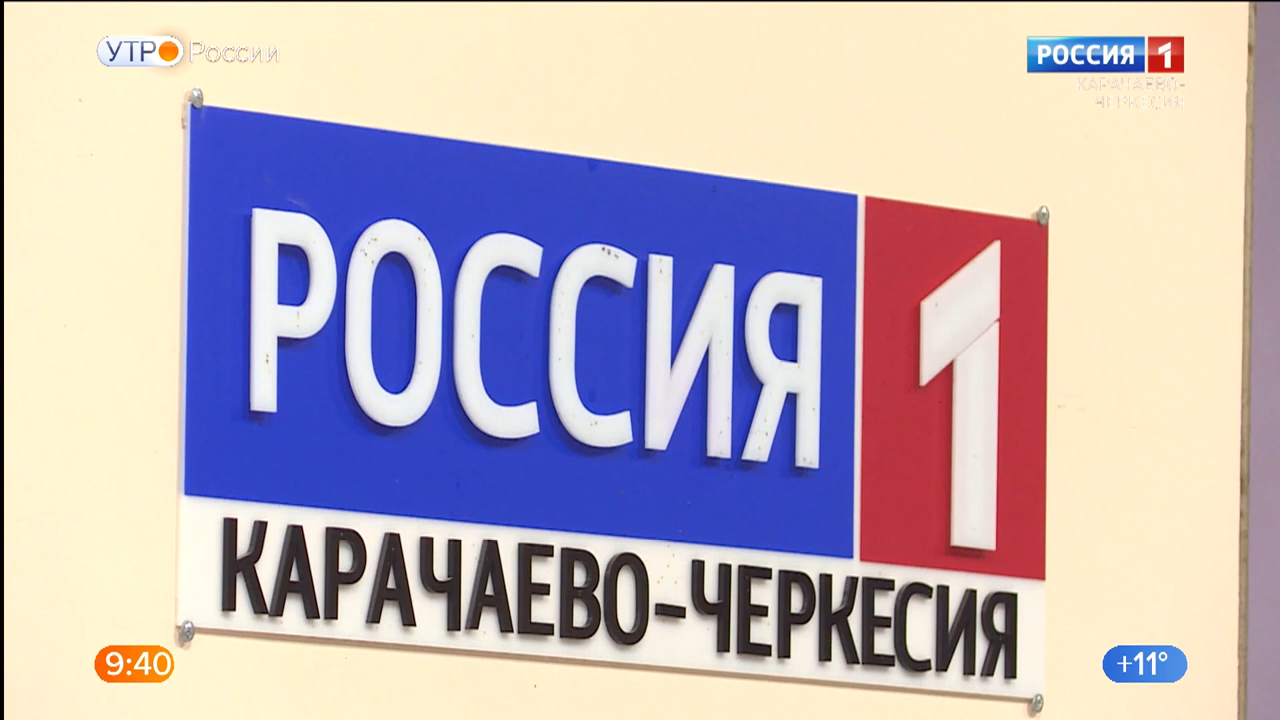 УТРО России
РОССИЯ 1
КАРАЧАЕВО-
ЧЕРКЕСИЯ
РОССИЯ 1
КАРАЧАЕВО-ЧЕРКЕСИЯ
9:40
+11°